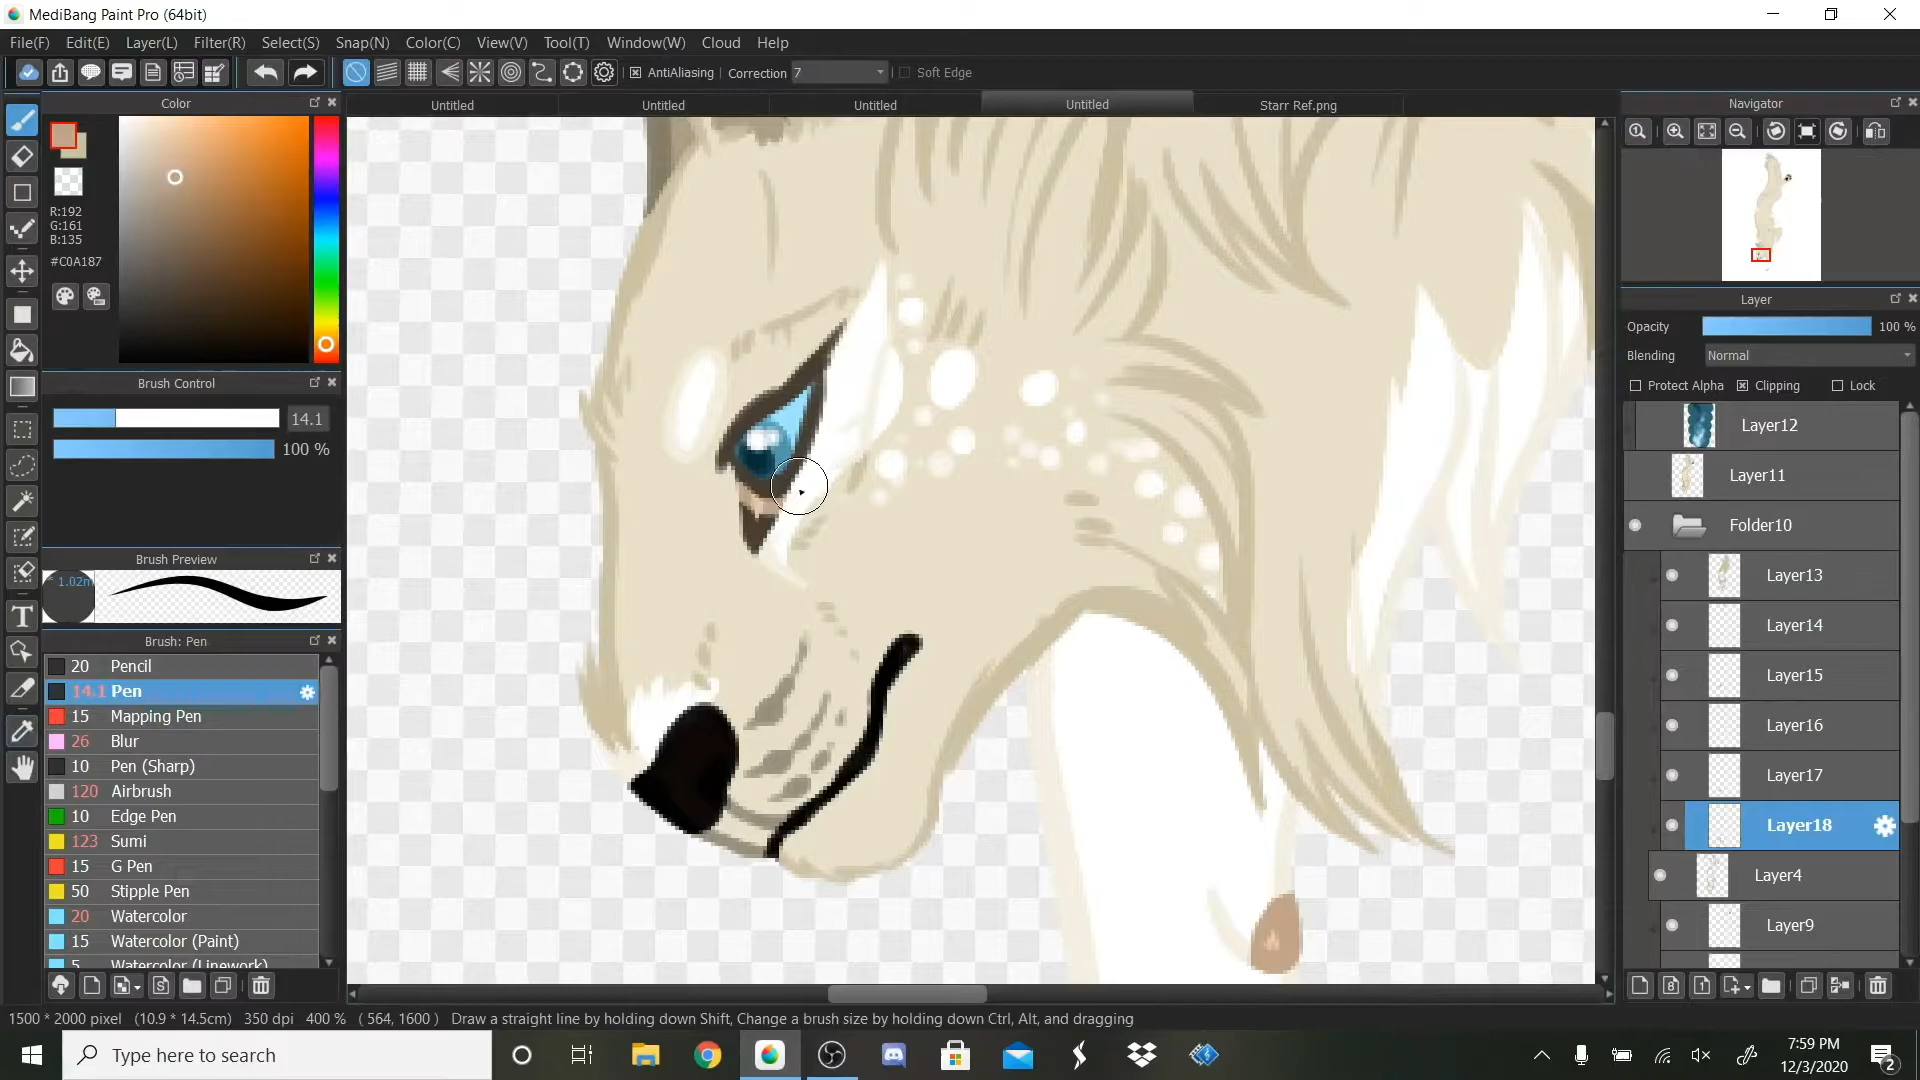 MediBang Paint Pro (64bit)
File(F) Edit(E) Layer(L) Filter(R) Select(S) Snap(N) Color(C) View(V) Tool(T) Window(W) Cloud Help
AntiAliasing Correction 7 Soft Edge
Color
Untitled Untitled Untitled Untitled Starr Ref.png
Navigator
R:192
G:161
B:135
#C0A187
Layer
Opacity 100 %
Blending Normal
Protect Alpha Clipping Lock
Brush Control
14.1
100 %
Layer12
Layer11
Folder10
Layer13
Layer14
Layer15
Layer16
Layer17
Layer18
Layer4
Layer9
Brush Preview
* 1.02m
Brush: Pen
20 Pencil
14.1 Pen
15 Mapping Pen
26 Blur
10 Pen (Sharp)
120 Airbrush
10 Edge Pen
123 Sumi
15 G Pen
50 Stipple Pen
20 Watercolor
15 Watercolor (Paint)
5 Watercolor (Linework)
1500 * 2000 pixel (10.9 * 14.5cm) 350 dpi 400 % ( 564, 1600 ) Draw a straight line by holding down Shift, Change a brush size by holding down Ctrl, Alt, and dragging
Type here to search
7:59 PM
12/3/2020
2